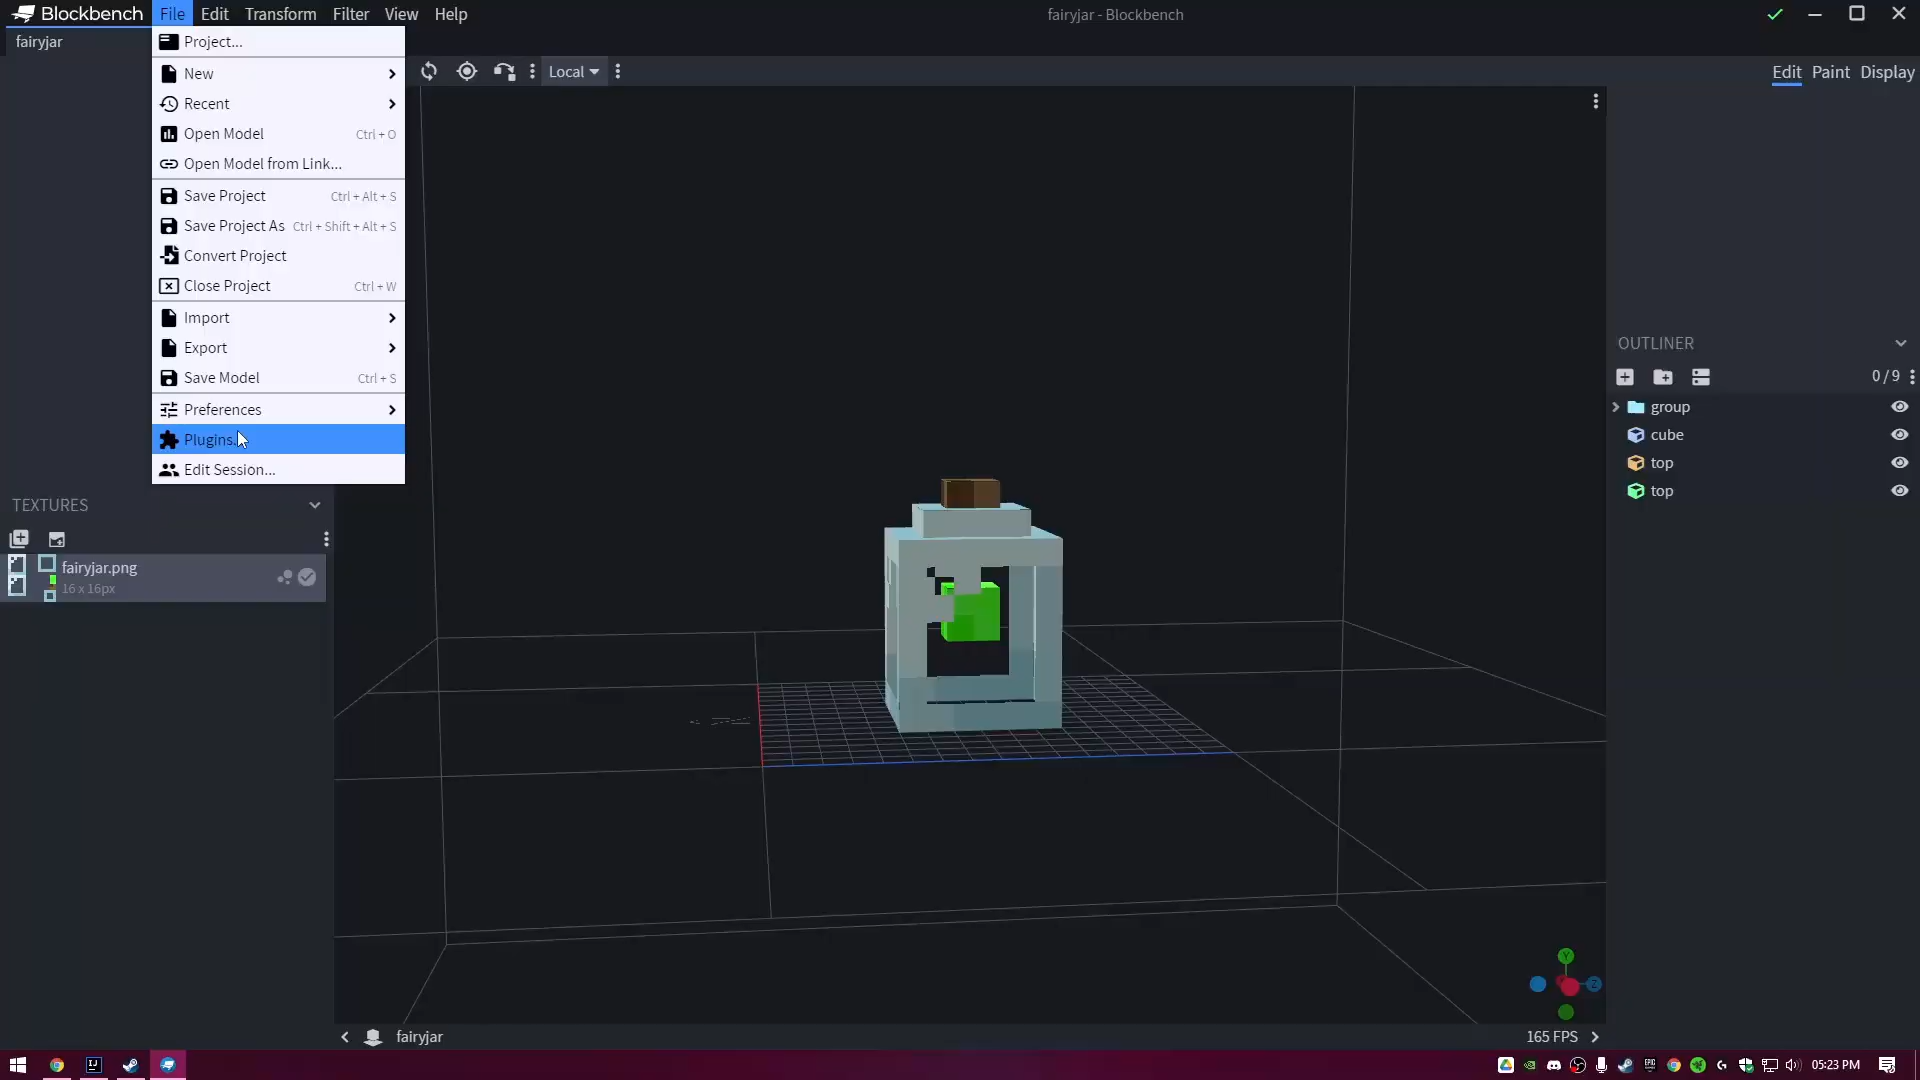 Blockbench File Edit Transform Filter View Help
fairyjar - Blockbench
fairyjar
Project...
New
Recent
Open Model Ctrl + O
Open Model from Link...
Save Project Ctrl + Alt + S
Save Project As Ctrl + Shift + Alt + S
Convert Project
Close Project Ctrl + W
Import
Export
Save Model Ctrl + S
Preferences
Plugins...
Edit Session...
Local
Edit Paint Display
OUTLINER
0 / 9
group
cube
top
top
TEXTURES
fairyjar.png
16 x 16px
Y
Z
fairyjar
165 FPS
05:23 PM